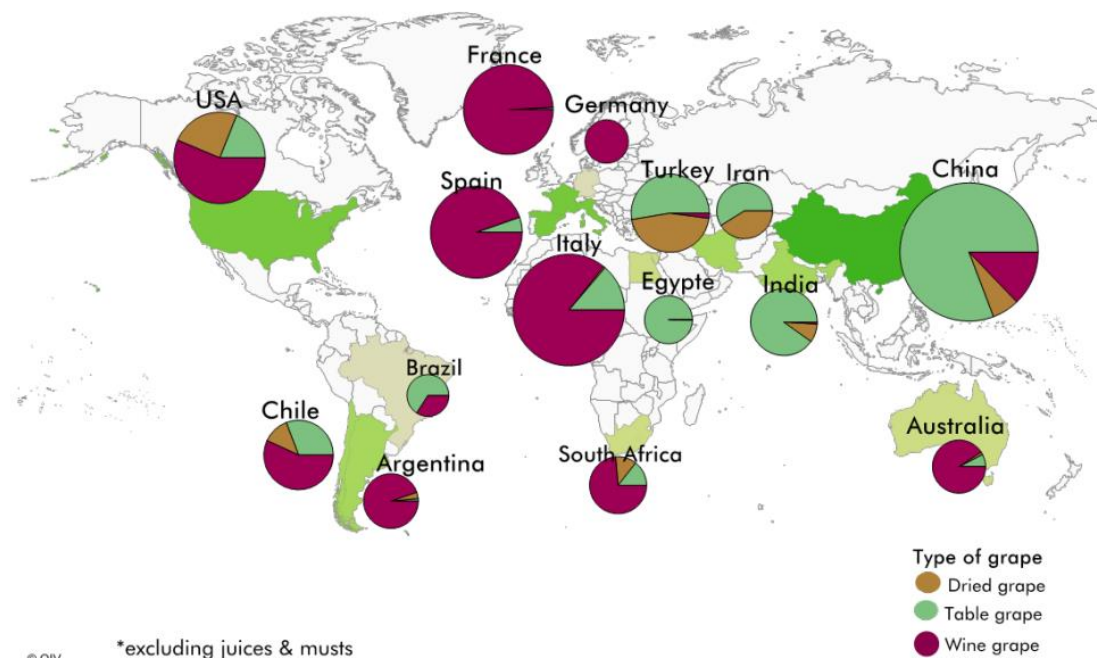 France
USA
Germany
Turkey
Iran
China
Spain
Italy
Egypte
India
Brazil
Chile
Argentina
South Africa
Australia
Type of grape
Dried grape
Table grape
Wine grape
*excluding juices & musts
© OIV